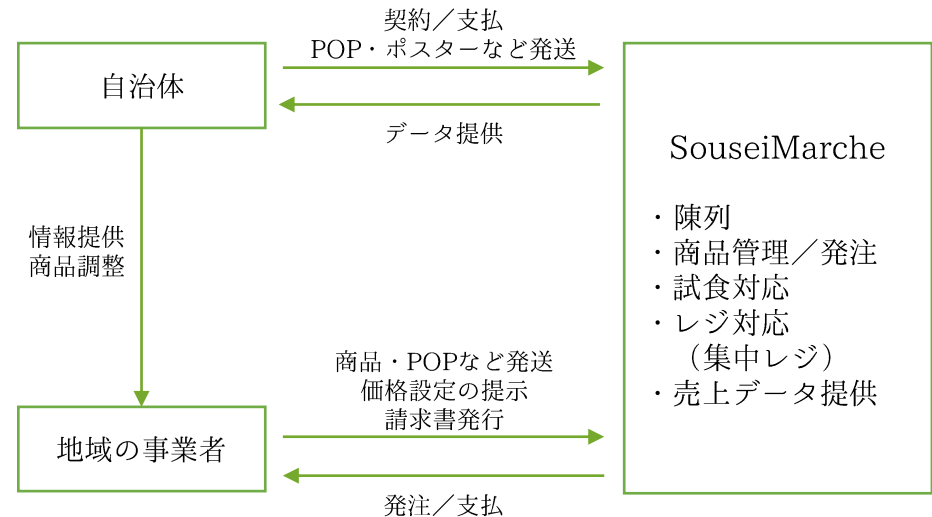 契約／支払
POP・ポスターなど発送
自治体
データ提供
SouseiMarche
・陳列
・商品管理／発注
・試食対応
・レジ対応
（集中レジ）
・売上データ提供
情報提供
商品調整
商品・POPなど発送
価格設定の提示
請求書発行
地域の事業者
発注／支払